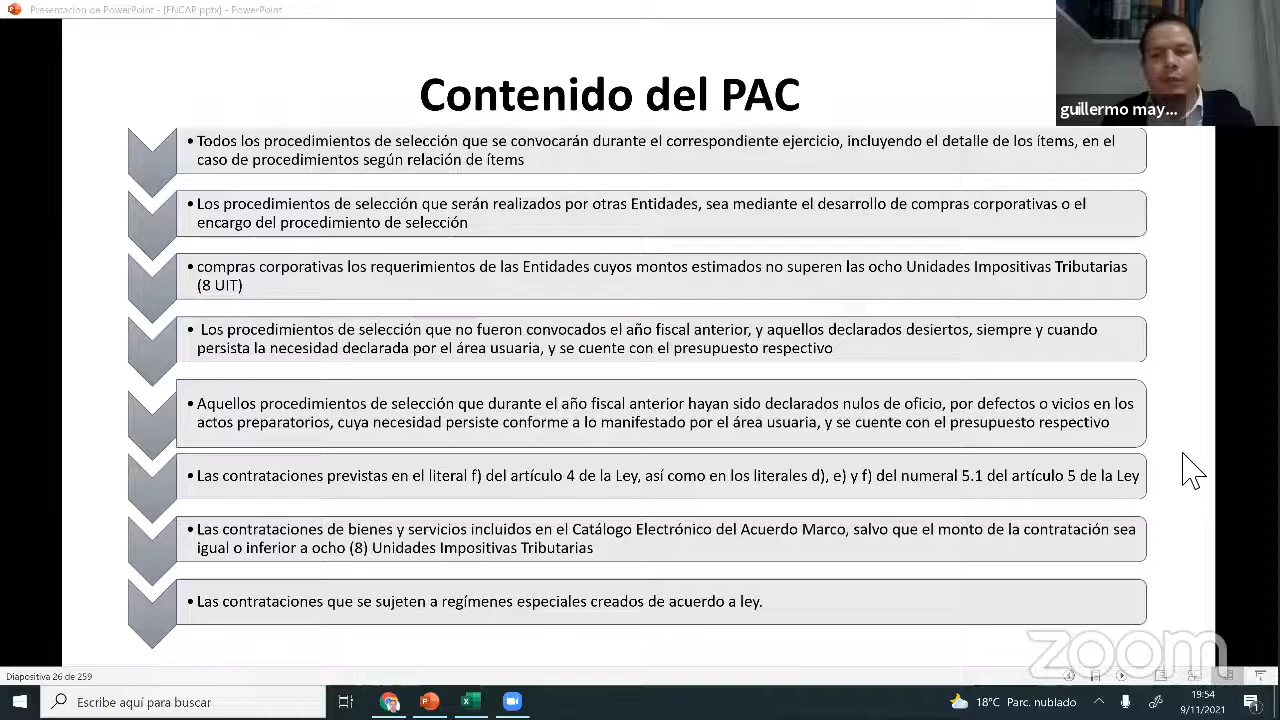 Presentación de PowerPoint - [ENCAP.pptx] - PowerPoint
guillermo may...
Contenido del PAC
• Todos los procedimientos de selección que se convocarán durante el correspondiente ejercicio, incluyendo el detalle de los ítems, en el
caso de procedimientos según relación de ítems
• Los procedimientos de selección que serán realizados por otras Entidades, sea mediante el desarrollo de compras corporativas o el
encargo del procedimiento de selección
• compras corporativas los requerimientos de las Entidades cuyos montos estimados no superen las ocho Unidades Impositivas Tributarias
(8 UIT)
• Los procedimientos de selección que no fueron convocados el año fiscal anterior, y aquellos declarados desiertos, siempre y cuando
persista la necesidad declarada por el área usuaria, y se cuente con el presupuesto respectivo
• Aquellos procedimientos de selección que durante el año fiscal anterior hayan sido declarados nulos de oficio, por defectos o vicios en los
actos preparatorios, cuya necesidad persiste conforme a lo manifestado por el área usuaria, y se cuente con el presupuesto respectivo
• Las contrataciones previstas en el literal f) del artículo 4 de la Ley, así como en los literales d), e) y f) del numeral 5.1 del artículo 5 de la Ley
• Las contrataciones de bienes y servicios incluidos en el Catálogo Electrónico del Acuerdo Marco, salvo que el monto de la contratación sea
igual o inferior a ocho (8) Unidades Impositivas Tributarias
• Las contrataciones que se sujeten a regímenes especiales creados de acuerdo a ley.
zoom
Diapositiva 26 de 259
Escribe aquí para buscar
18°C Parc. nublado
19:54
9/11/2021